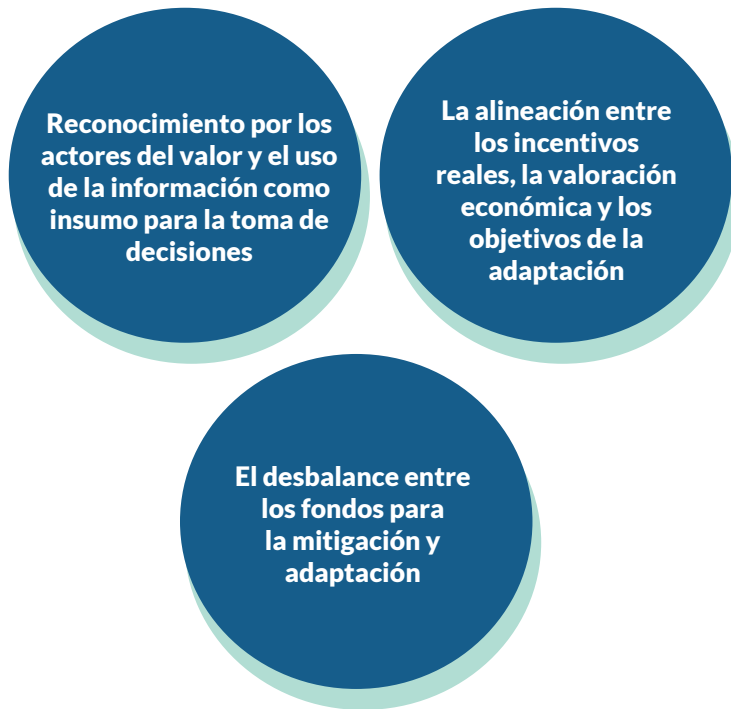 Reconocimiento por los
actores del valor y el uso
de la información como
insumo para la toma de
decisiones
La alineación entre
los incentivos
reales, la valoración
económica y los
objetivos de la
adaptación
El desbalance entre
los fondos para
la mitigación y
adaptación